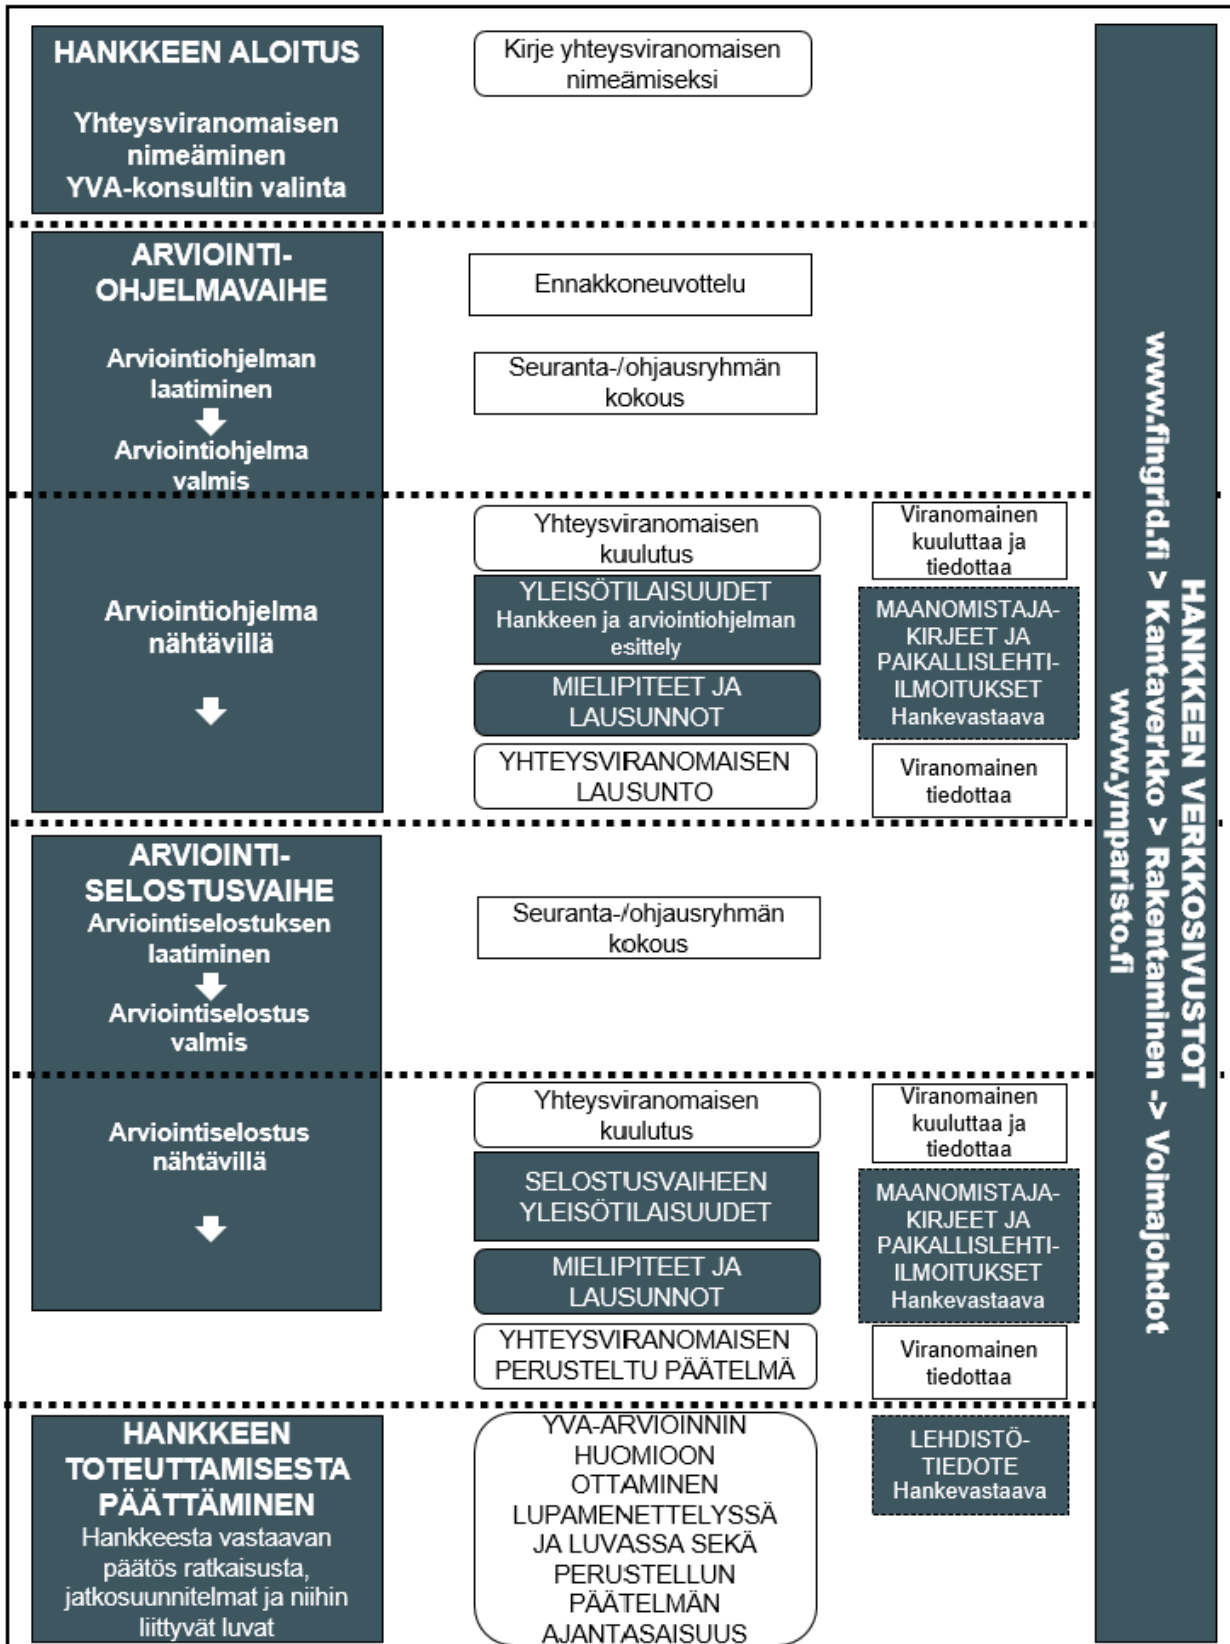 HANKKEEN ALOITUS
Yhteysviranomaisen
nimeäminen
YVA-konsultin valinta
Kirje yhteysviranomaisen
nimeämiseksi
ARVIOINTI-
OHJELMAVAIHE
Arviointiohjelman
laatiminen
Arviointiohjelma
valmis
Ennakkoneuvottelu
Seuranta-/ohjausryhmän
kokous
Arviointiohjelma
nähtävillä
Yhteysviranomaisen
kuulutus
YLEISÖTILAISUUDET
Hankkeen ja arviointiohjelman
esittely
MIELIPITEET JA
LAUSUNNOT
YHTEYSVIRANOMAISEN
LAUSUNTO
Viranomainen
kuuluttaa ja
tiedottaa
MAANOMISTAJA-
KIRJEET JA
PAIKALLISLEHTI-
ILMOITUKSET
Hankevastaava
Viranomainen
tiedottaa
ARVIOINTI-
SELOSTUSVAIHE
Arviointiselostuksen
laatiminen
Arviointiselostus
valmis
Seuranta-/ohjausryhmän
kokous
Arviointiselostus
nähtävillä
Yhteysviranomaisen
kuulutus
SELOSTUSVAIHEEN
YLEISÖTILAISUUDET
MIELIPITEET JA
LAUSUNNOT
YHTEYSVIRANOMAISEN
PERUSTELTU PÄÄTELMÄ
Viranomainen
kuuluttaa ja
tiedottaa
MAANOMISTAJA-
KIRJEET JA
PAIKALLISLEHTI-
ILMOITUKSET
Hankevastaava
Viranomainen
tiedottaa
HANKKEEN
TOTEUTTAMISESTA
PÄÄTTÄMINEN
Hankkeesta vastaavan
päätös ratkaisusta,
jatkosuunnitelmat ja niihin
liittyvät luvat
YVA-ARVIOINNIN
HUOMIOON
OTTAMINEN
LUPAMENETTELYSSÄ
JA LUVASSA SEKÄ
PERUSTELLUN
PÄÄTELMÄN
AJANTASAISUUS
LEHDISTÖ-
TIEDOTE
Hankevastaava
HANKKEEN VERKKOSIVUSTOT
www.fingrid.fi > Kantaverkko > Rakentaminen -> Voimajohdot
www.ymparisto.fi